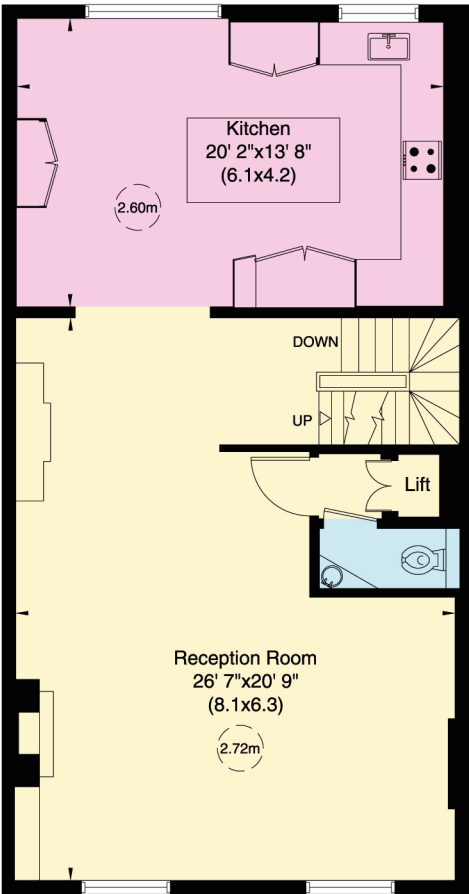 Kitchen
20' 2"x13' 8"
(6.1x4.2)
2.60m
DOWN
UP
Lift
Reception Room
26' 7"x20' 9"
(8.1x6.3)
2.72m